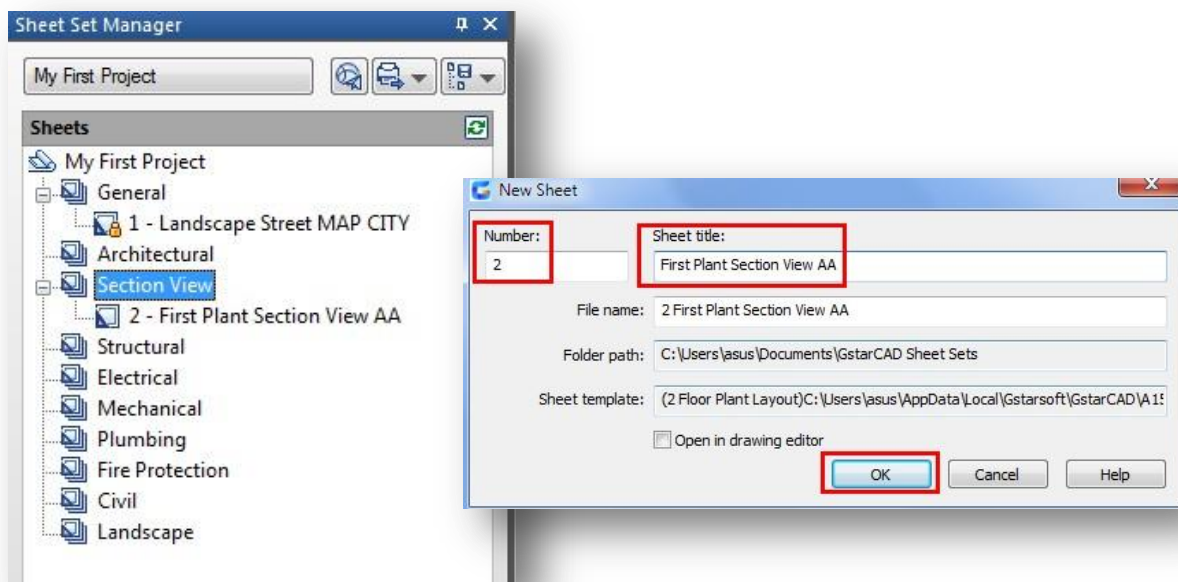 Sheet Set Manager
My First Project
Sheets
My First Project
General
1 - Landscape Street MAP CITY
Architectural
Section View
2 - First Plant Section View AA
Structural
Electrical
Mechanical
Plumbing
Fire Protection
Civil
Landscape
New Sheet
Number:
Sheet title:
2
First Plant Section View AA
File name:
2 First Plant Section View AA
Folder path:
C:\Users\asus\Documents\GstarCAD Sheet Sets
Sheet template:
(2 Floor Plant Layout)C:\Users\asus\AppData\Local\Gstarsoft\GstarCAD\A15
Open in drawing editor
OK
Cancel
Help